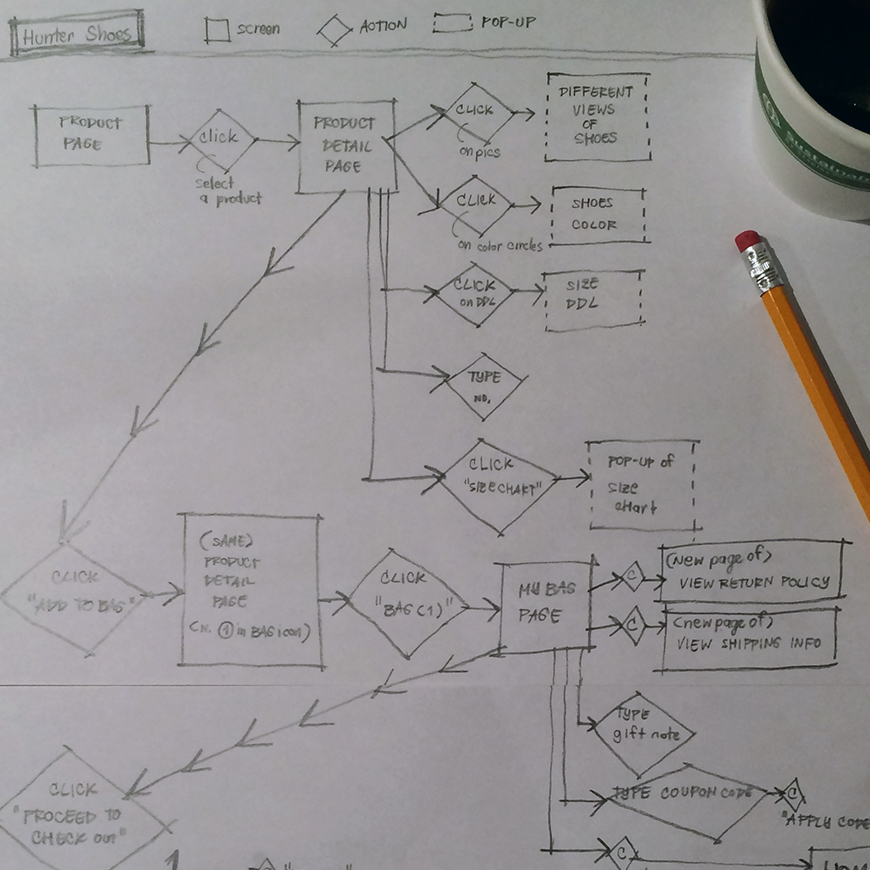 Hunter Shoes
screen
ACTION
POP-UP
PRODUCT
PAGE
click
select
a product
PRODUCT
DETAIL
PAGE
CLICK
on pics
DIFFERENT
VIEWS
OF
SHOES
CLICK
on color circles
SHOES
COLOR
CLICK
on DDL
SIZE
DDL
TYPE
NO.
CLICK
"SIZE CHART"
POP-UP of
SIZE
CHart
CLICK
"ADD TO BAG"
(SAME)
PRODUCT
DETAIL
PAGE
(W. 1 in BAG icon)
CLICK
"BAG (1)"
MY BAG
PAGE
C
(New page of)
VIEW RETURN POLICY
C
(new page of)
VIEW SHIPPING INFO
TYPE
gift note
TYPE COUPON CODE
C
"APPLY CODE
C
CLICK
"PROCEED TO
CHECK OUT"